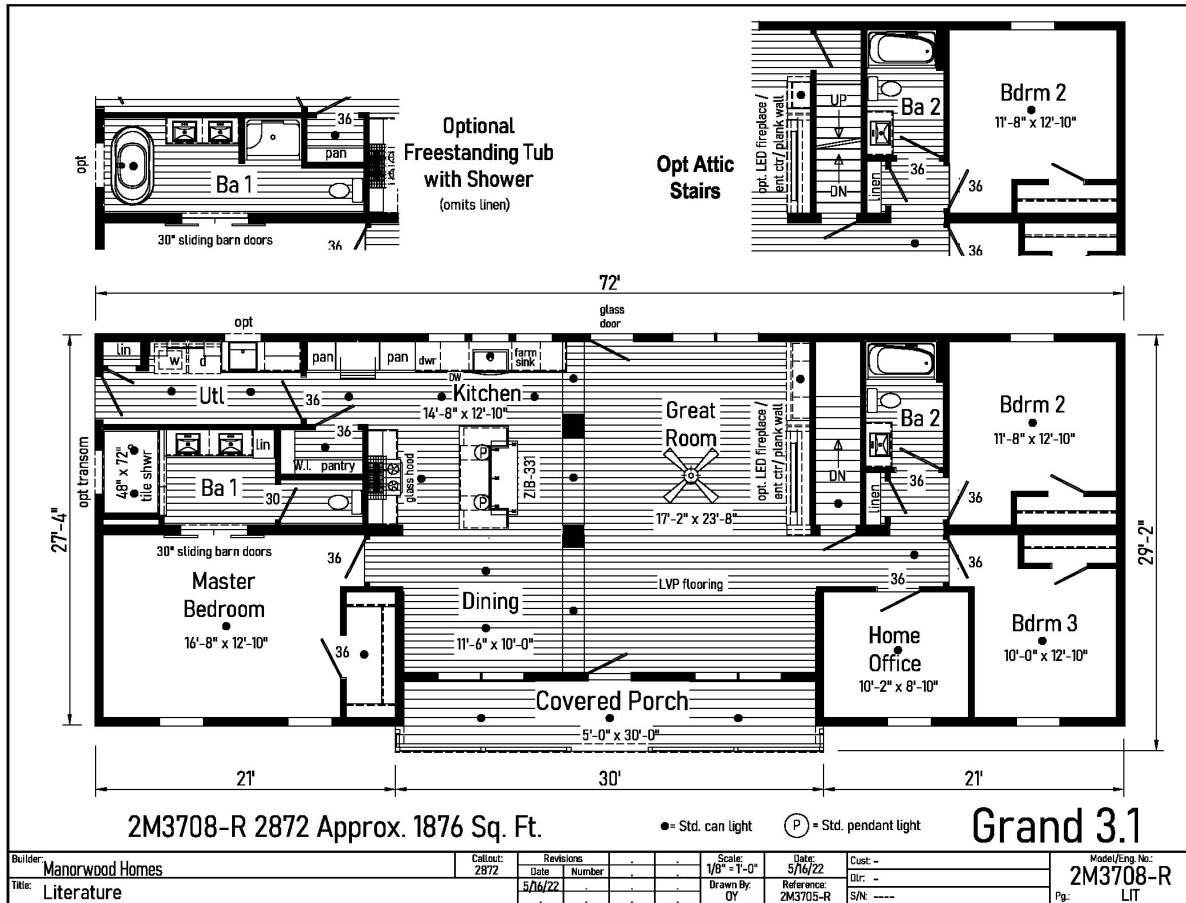 Optional
Freestanding Tub
with Shower
(omits linen)
opt
36
pan
Ba 1
30" sliding barn doors
36
Opt Attic
Stairs
opt. LED fireplace /
ent ctr/ plank wall
UP
DN
Ba 2
linen
36
36
Bdrm 2
11'-8" x 12'-10"
36
72'
glass
door
opt
lin
w
d
pan
pan
dwr
farm
sink
DW
Utl
36
Kitchen
14'-8" x 12'-10"
Great
Room
17'-2" x 23'-8"
opt. LED fireplace /
ent ctr/ plank wall
DN
Ba 2
linen
36
36
Bdrm 2
11'-8" x 12'-10"
opt transom
48" x 72"
tile shwr
lin
36
W.I. pantry
Ba 1
30
glass hood
P
P
ZIB-331
27'-4"
29'-2"
30" sliding barn doors
36
Master
Bedroom
16'-8" x 12'-10"
36
Dining
11'-6" x 10'-0"
LVP flooring
36
36
Home
Office
10'-2" x 8'-10"
Bdrm 3
10'-0" x 12'-10"
Covered Porch
5'-0" x 30'-0"
21'
30'
21'
2M3708-R 2872 Approx. 1876 Sq. Ft.
= Std. can light
P = Std. pendant light
Grand 3.1
Builder:
Manorwood Homes
Title:
Literature
Callout:
2872
Revisions
Date Number
5/16/22
Scale:
1/8" = 1'-0"
Drawn By:
OY
Date:
5/16/22
Reference:
2M3705-R
Cust: -
Dlr: -
S/N: ----
Model/Eng. No.:
2M3708-R
Pg.: LIT